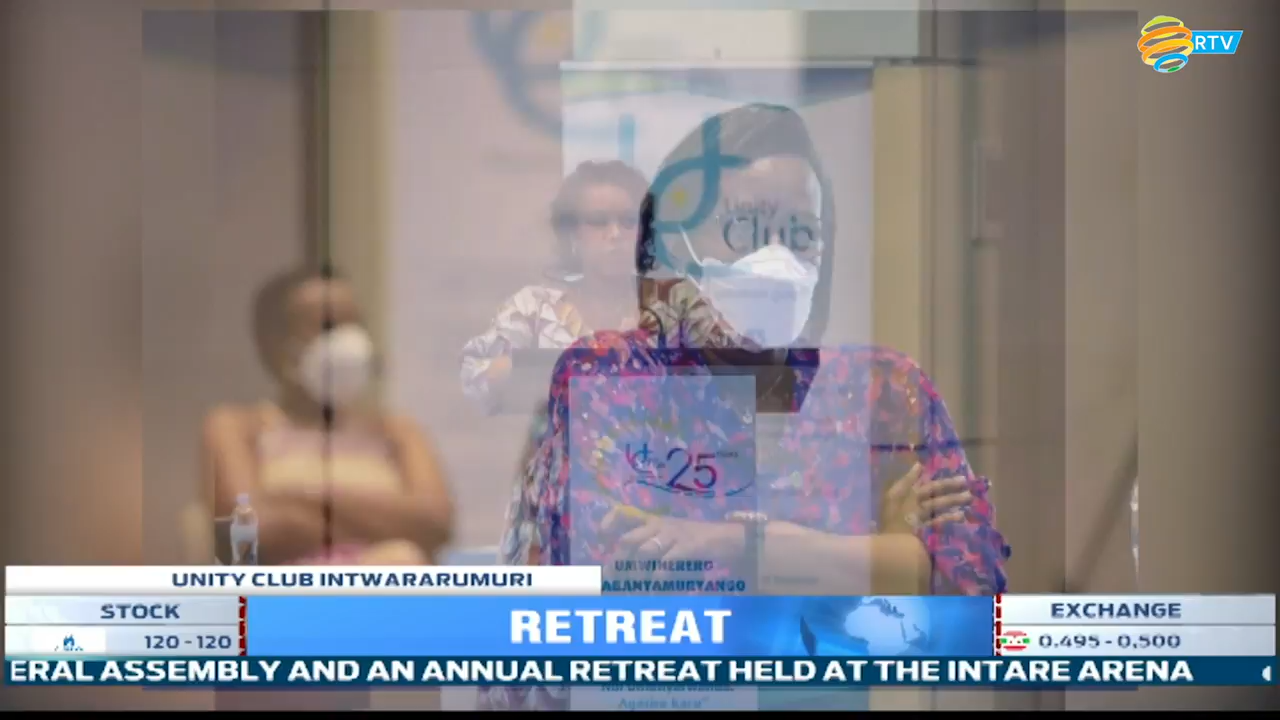 RTV
Unity
Club
25
UMWIHERERO
UNITY CLUB INTWARARUMURI
STOCK
RETREAT
EXCHANGE
120 - 120
0.495 - 0,500
ERAL ASSEMBLY AND AN ANNUAL RETREAT HELD AT THE INTARE ARENA